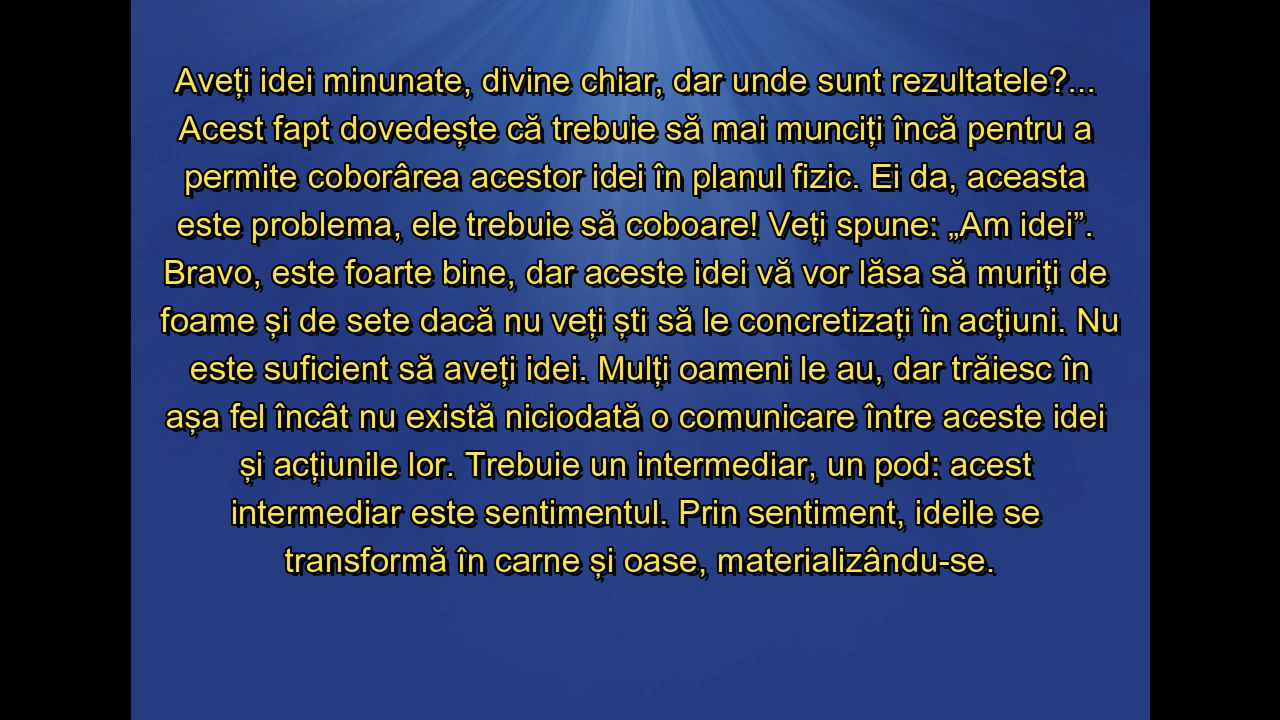 Aveți idei minunate, divine chiar, dar unde sunt rezultatele?...
Acest fapt dovedește că trebuie să mai munciți încă pentru a
permite coborârea acestor idei în planul fizic. Ei da, aceasta
este problema, ele trebuie să coboare! Veți spune: „Am idei”.
Bravo, este foarte bine, dar aceste idei vă vor lăsa să muriți de
foame și de sete dacă nu veți ști să le concretizați în acțiuni. Nu
este suficient să aveți idei. Mulți oameni le au, dar trăiesc în
așa fel încât nu există niciodată o comunicare între aceste idei
și acțiunile lor. Trebuie un intermediar, un pod: acest
intermediar este sentimentul. Prin sentiment, ideile se
transformă în carne și oase, materializându-se.